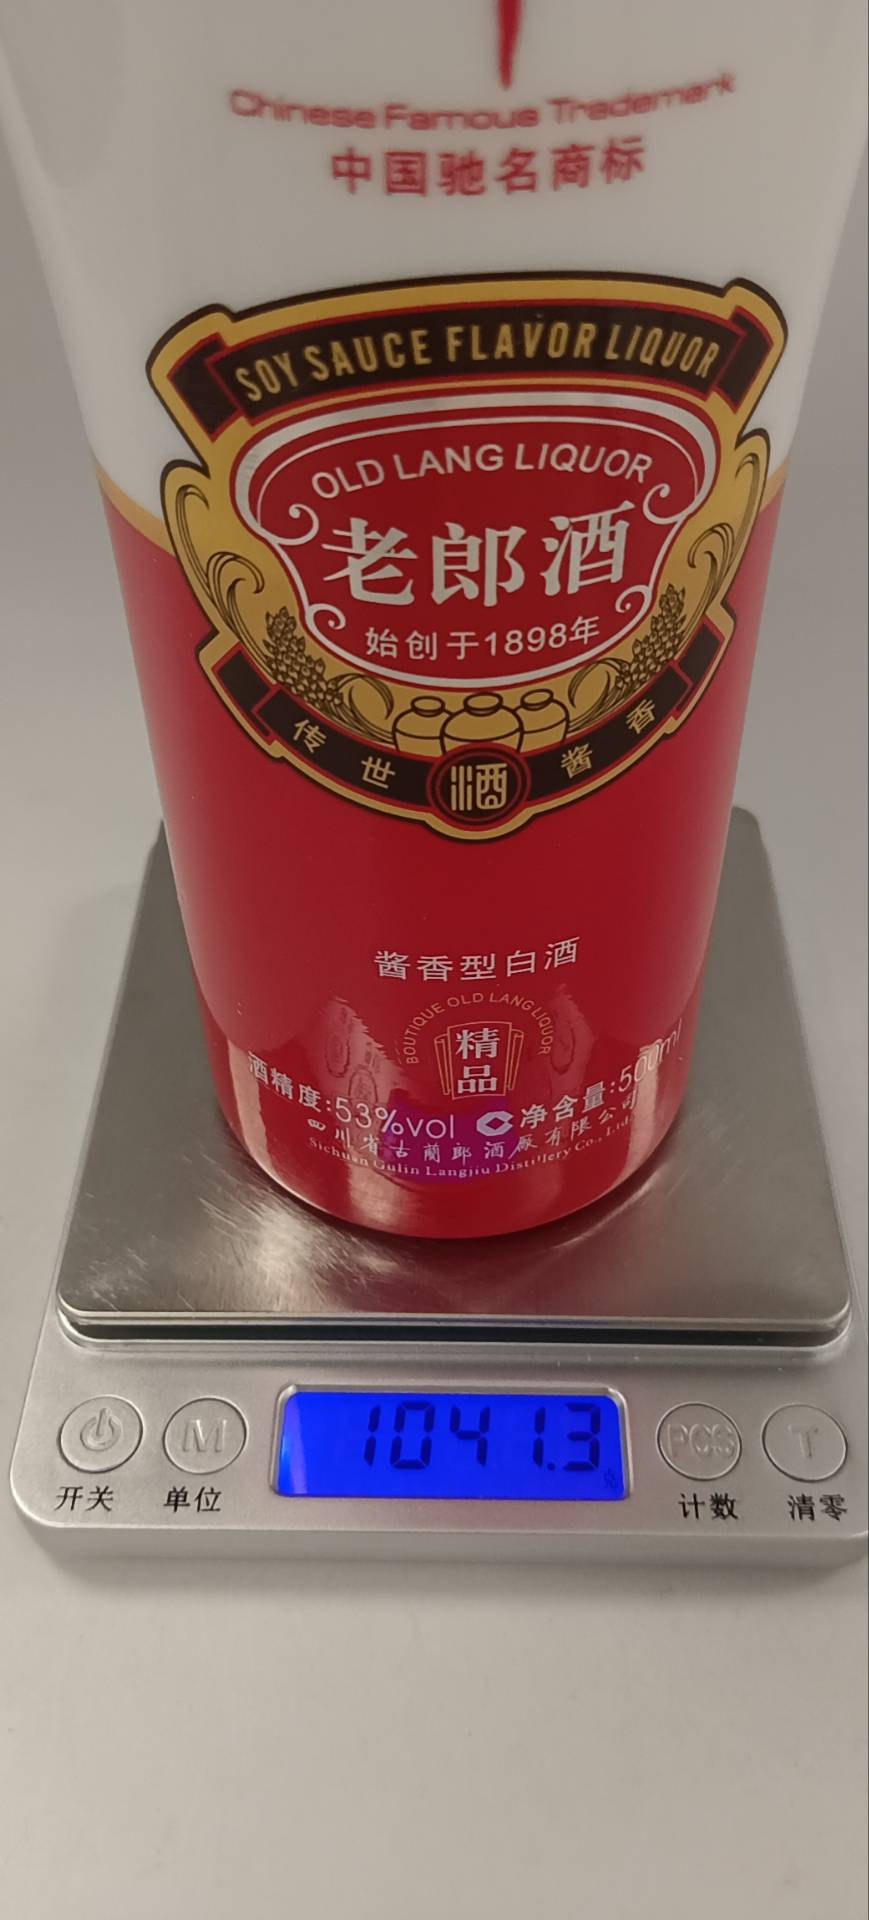 Chinese Famous Trademark
中国驰名商标
SOY SAUCE FLAVOR LIQUOR
OLD LANG LIQUOR
老郎酒
始创于1898年
传世酒酱香
酱香型白酒
BOUTIQUE OLD LANG LIQUOR
精品
酒精度:53%vol 净含量:500ml
四川省古蔺郎酒厂有限公司
Sichuan Gulin Langjiu Distillery Co., Ltd.
1041.3
克
M PCS T
开关 单位 计数 清零